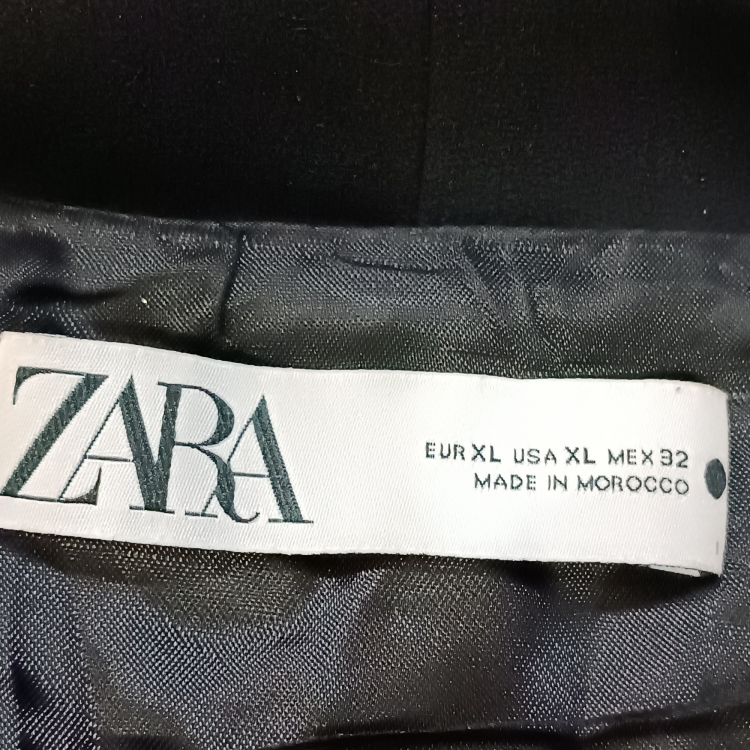 ZARA
EUR XL USA XL MEX 32
MADE IN MOROCCO